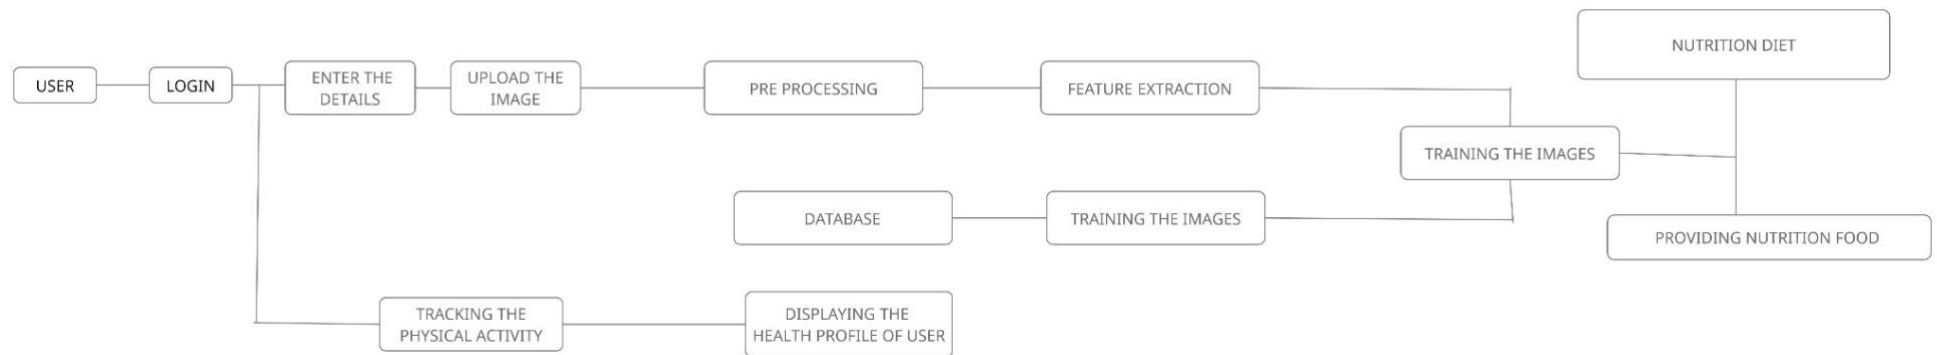 USER
LOGIN
ENTER THE
DETAILS
UPLOAD THE
IMAGE
PRE PROCESSING
FEATURE EXTRACTION
NUTRITION DIET
TRAINING THE IMAGES
DATABASE
TRAINING THE IMAGES
PROVIDING NUTRITION FOOD
TRACKING THE
PHYSICAL ACTIVITY
DISPLAYING THE
HEALTH PROFILE OF USER